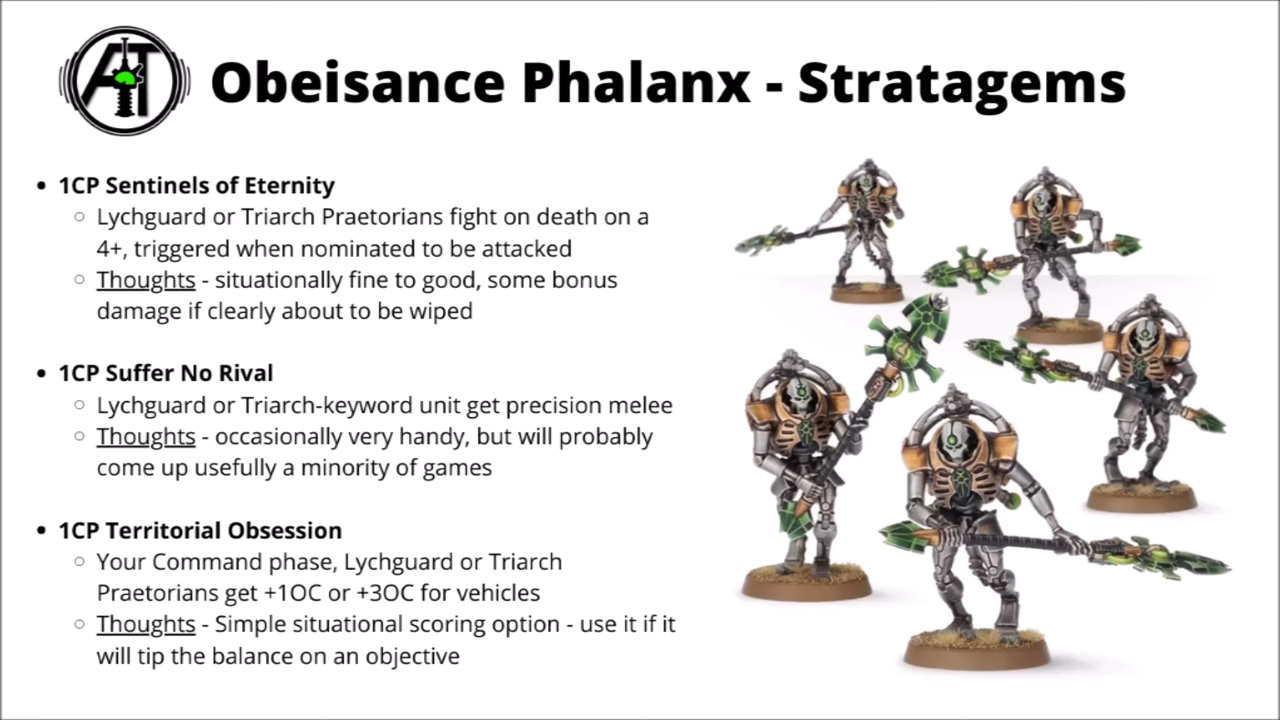 AT
Obeisance Phalanx - Stratagems
• 1CP Sentinels of Eternity
○ Lychguard or Triarch Praetorians fight on death on a
4+, triggered when nominated to be attacked
○ Thoughts - situationally fine to good, some bonus
damage if clearly about to be wiped
• 1CP Suffer No Rival
○ Lychguard or Triarch-keyword unit get precision melee
○ Thoughts - occasionally very handy, but will probably
come up usefully a minority of games
• 1CP Territorial Obsession
○ Your Command phase, Lychguard or Triarch
Praetorians get +1OC or +3OC for vehicles
○ Thoughts - Simple situational scoring option - use it if it
will tip the balance on an objective